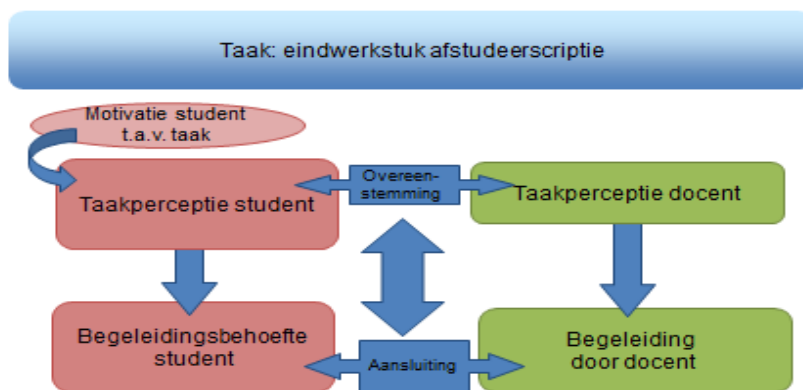 Taak: eindwerkstuk afstudeerscriptie
Motivatie student
t.a.v. taak
Taakperceptie student
Overeen-
stemming
Taakperceptie docent
Begeleidingsbehoefte
student
Aansluiting
Begeleiding
door docent